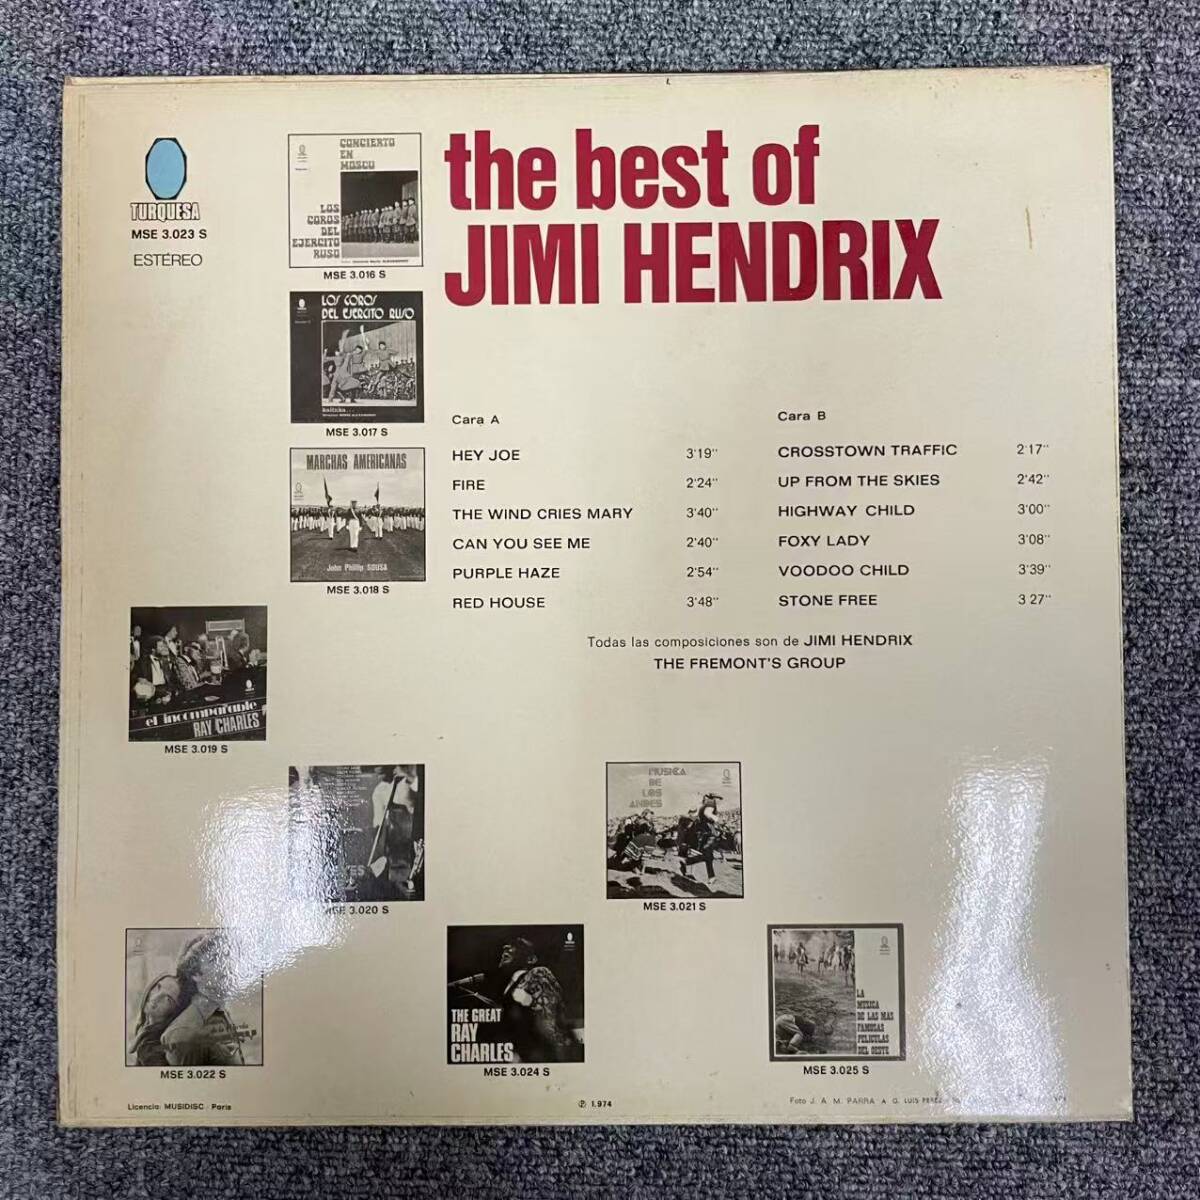 TURQUESA
MSE 3.023 S
ESTÉREO
CONCIERTO
EN
MOSCU
LOS
COROS
DEL
EJERCITO
RUSO
MSE 3.016 S
LOS COROS
DEL EJERCITO RUSO
kalinka...
MSE 3.017 S
MARCHAS AMERICANAS
John Phillip SOUSA
MSE 3.018 S
the best of
JIMI HENDRIX
Cara A
HEY JOE 3'19''
FIRE 2'24''
THE WIND CRIES MARY 3'40''
CAN YOU SEE ME 2'40''
PURPLE HAZE 2'54''
RED HOUSE 3'48''
Cara B
CROSSTOWN TRAFFIC 2'17''
UP FROM THE SKIES 2'42''
HIGHWAY CHILD 3'00''
FOXY LADY 3'08''
VOODOO CHILD 3'39''
STONE FREE 3 27''
Todas las composiciones son de JIMI HENDRIX
THE FREMONT'S GROUP
el incomparable
RAY CHARLES
MSE 3.019 S
MSE 3.020 S
MUSICA
DE
LOS
ANDES
MSE 3.021 S
MSE 3.022 S
THE GREAT
RAY
CHARLES
MSE 3.024 S
LA
MUSICA
DE LAS MAS
FAMOSAS
PELICULAS
DEL OESTE
MSE 3.025 S
Licencia: MUSIDISC - Paris
℗ 1.974
Foto J. A. M. PARRA